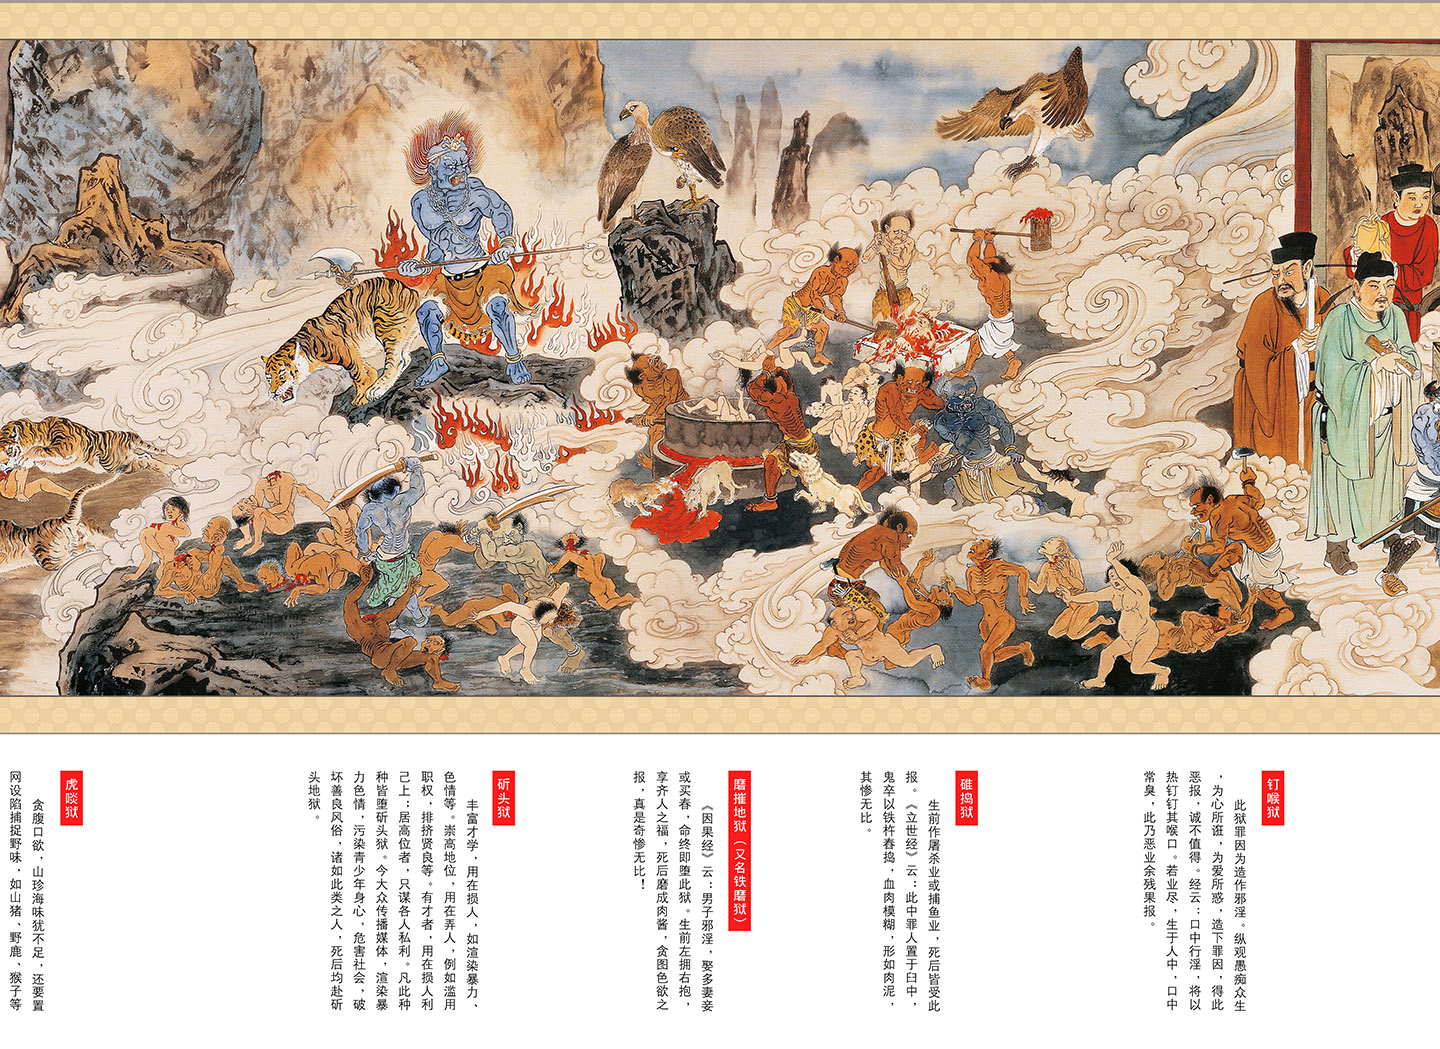 钉喉狱
此狱罪因为造作邪淫。纵观愚痴众生
，为心所诳，为爱所惑，造下罪因，得此
恶报，诚不值得。经云：口中行淫，将以
热钉钉其喉口。若业尽，生于人中，口中
常臭，此乃恶业余残果报。
碓捣狱
生前作屠杀业或捕鱼业，死后皆受此
报。《立世经》云：此中罪人置于臼中，
鬼卒以铁杵舂捣，血肉模糊，形如肉泥，
其惨无比。
磨摧地狱（又名铁磨狱）
《因果经》云：男子邪淫，娶多妻妾
或买春，命终即堕此狱。生前左拥右抱，
享齐人之福，死后磨成肉酱，贪图色欲之
报，真是奇惨无比！
斫头狱
丰富才学，用在损人，如渲染暴力、
色情等。崇高地位，用在弄人，例如滥用
职权，排挤贤良等。有才者，用在损人利
己上：居高位者，只谋各人私利。凡此种
种皆堕斫头狱。今大众传播媒体，渲染暴
力色情，污染青少年身心，危害社会，破
坏善良风俗，诸如此类之人，死后均赴斫
头地狱。
虎啖狱
贪腹口欲，山珍海味犹不足，还要置
网设陷捕捉野味，如山猪、野鹿、猴子等